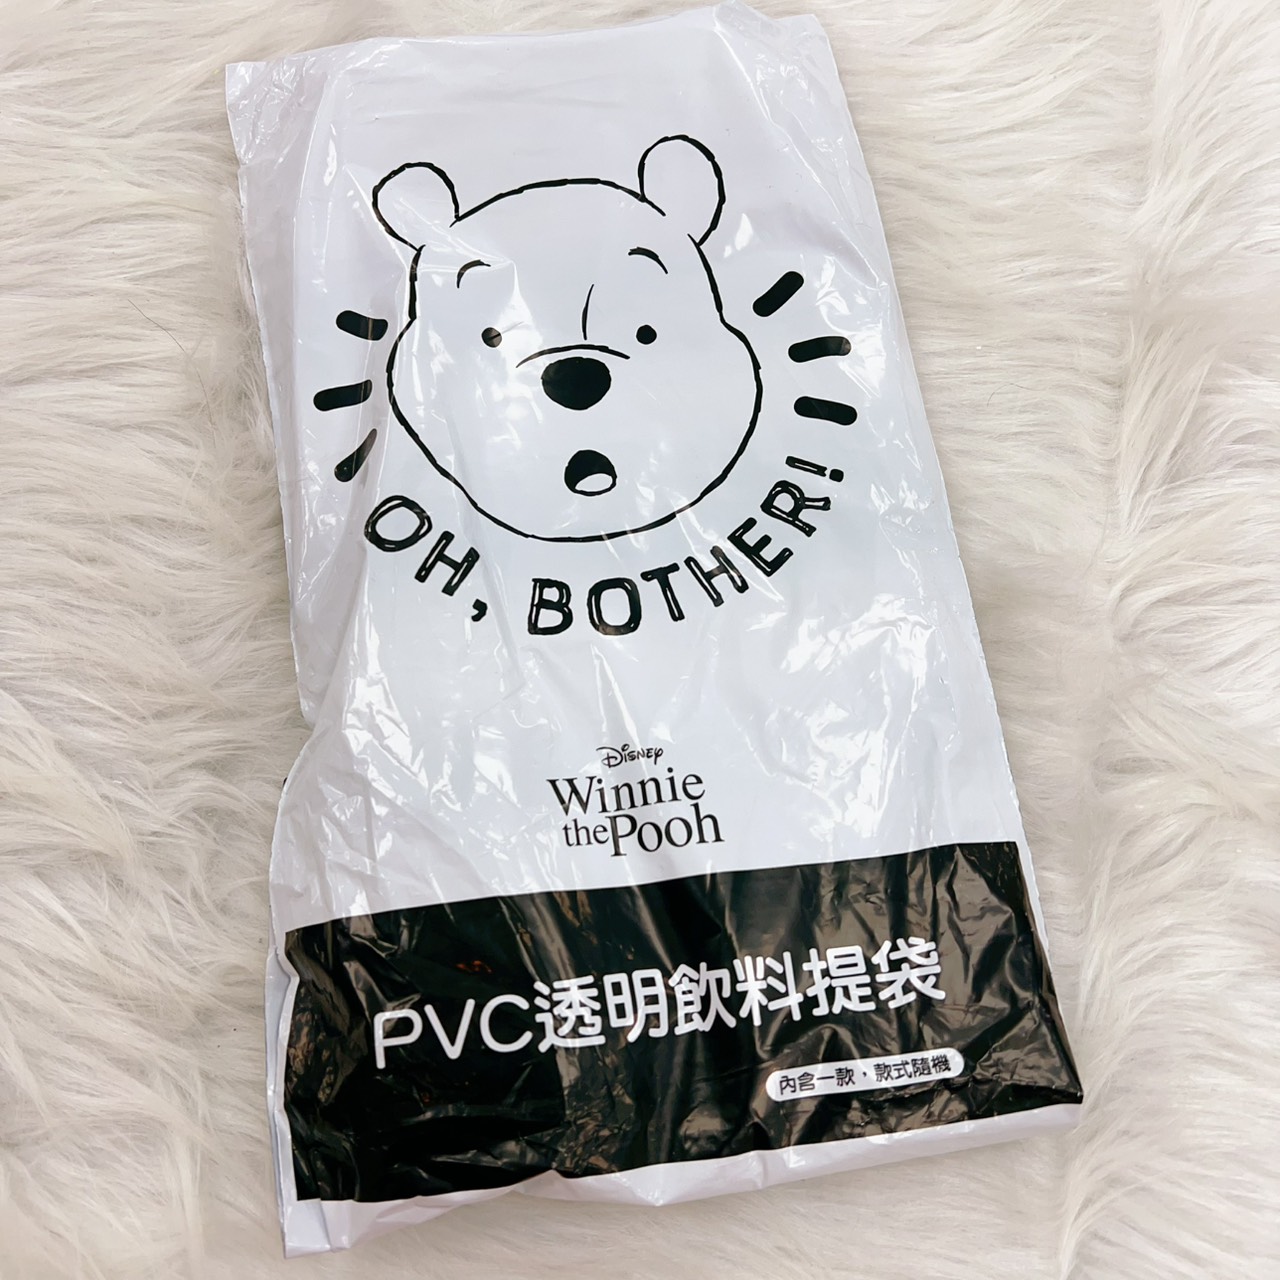 OH, BOTHER!
Disney
Winnie
the Pooh
PVC透明飲料提袋
內含一款，款式隨機